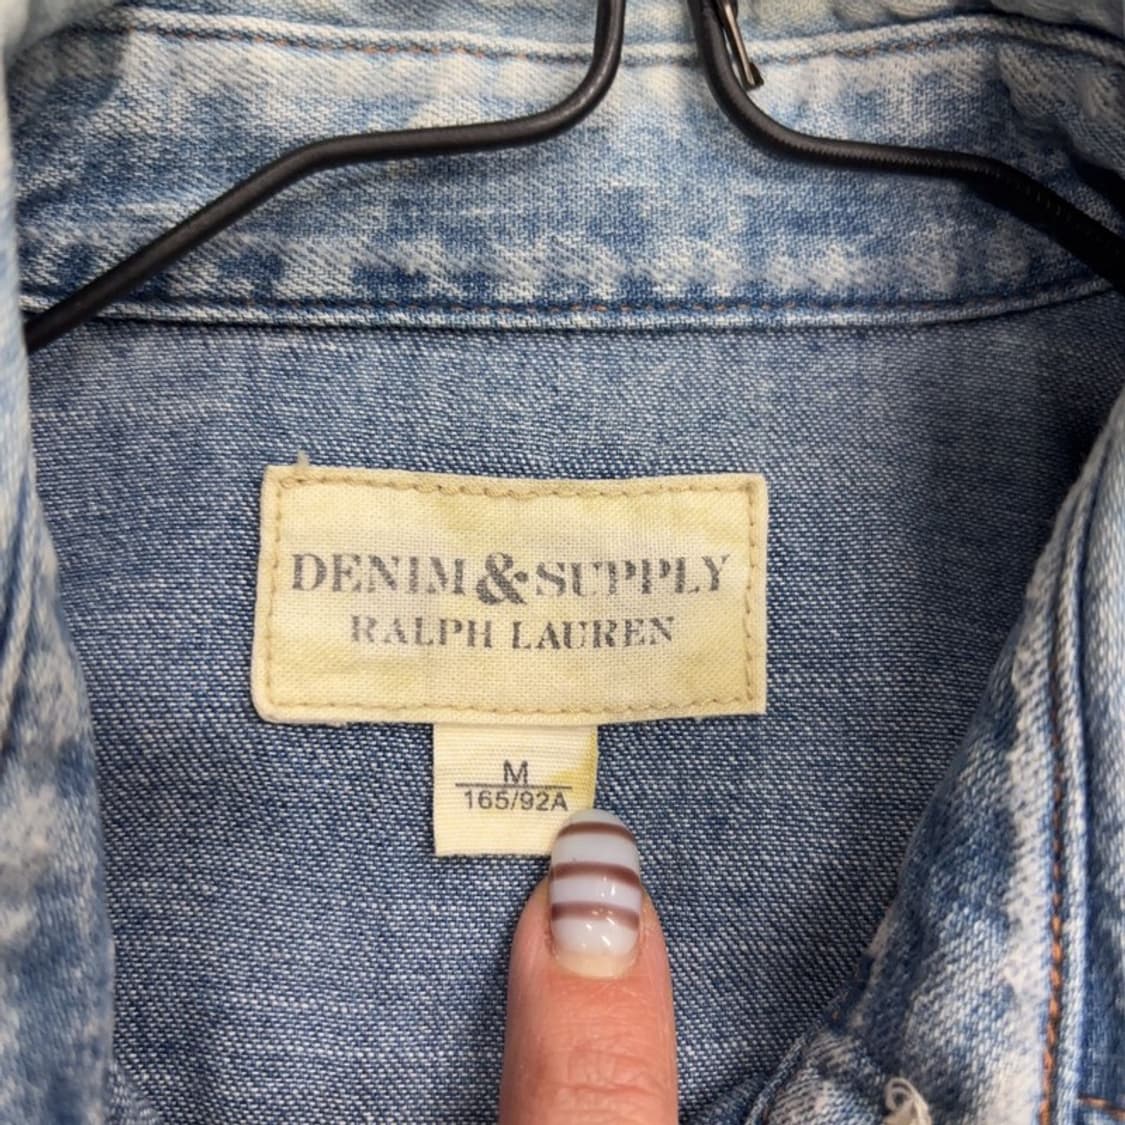 DENIM & SUPPLY
RALPH LAUREN
M
165/92A